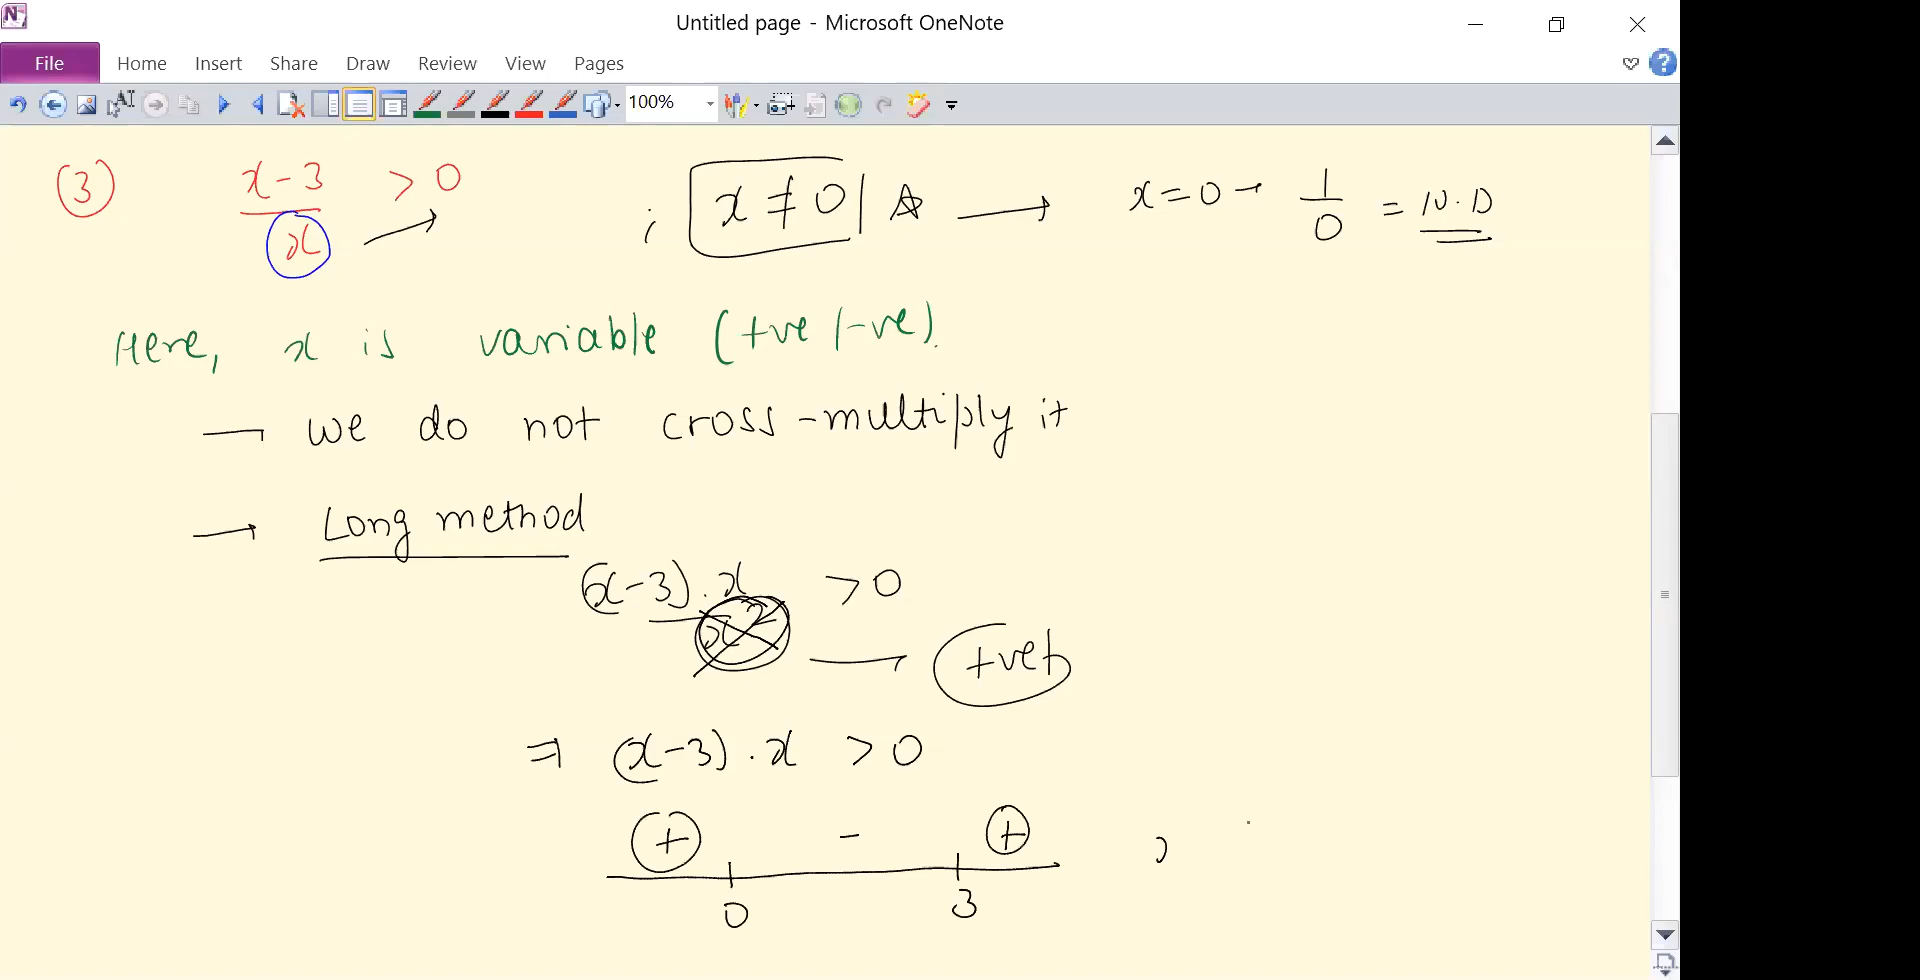 Untitled page - Microsoft OneNote
File Home Insert Share Draw Review View Pages
100%
(3) x-3/x > 0 ; x ≠ 0 → x=0 - 1/0 = N.D
Here, x is variable (+ve/-ve).
— we do not cross-multiply it
→ Long method
(x-3).x/x² > 0
→ +ve
⇒ (x-3).x > 0
+ - + ,
0 3